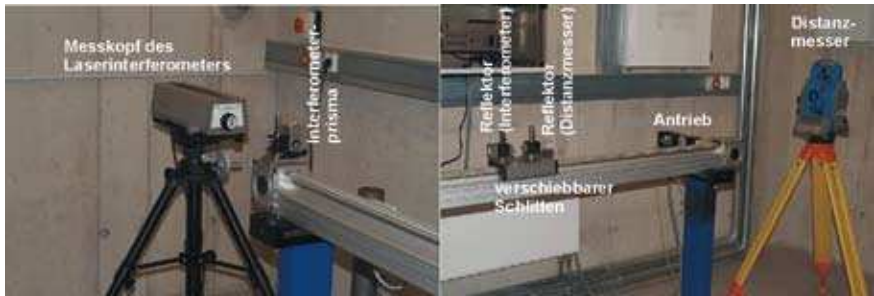 Messkopf des
Laserinterferometers
Interferometer-
prisma
Reflektor
(Interferometer)
Reflektor
(Distanzmesser)
verschiebbarer
Schlitten
Antrieb
Distanz-
messer